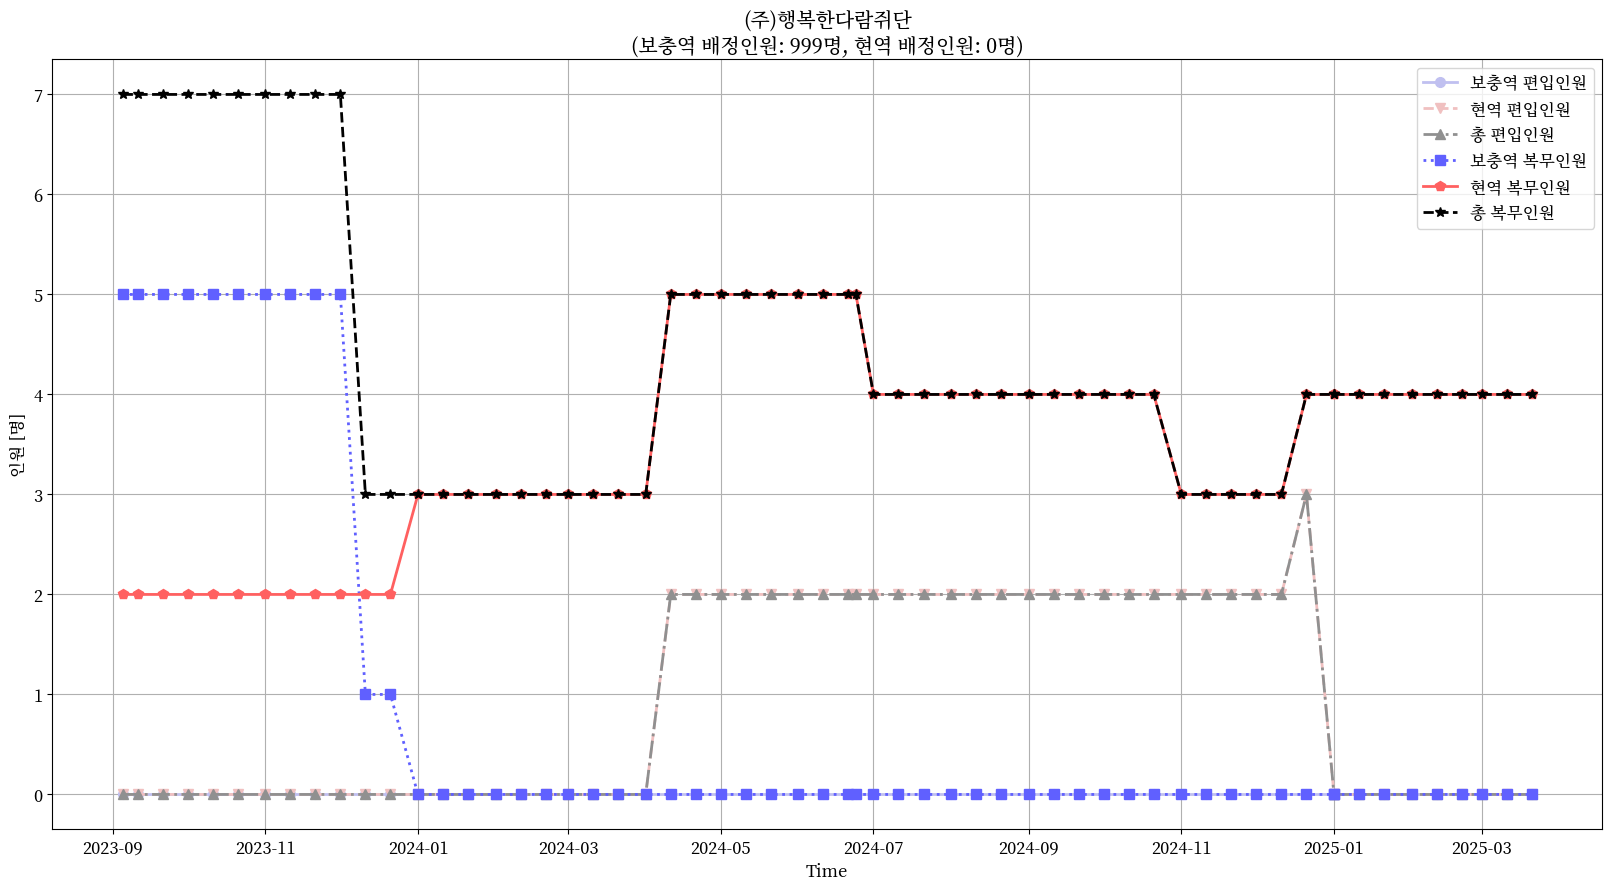 (주)행복한다람쥐단
(보충역 배정인원: 999명, 현역 배정인원: 0명)
보충역 편입인원
현역 편입인원
총 편입인원
보충역 복무인원
현역 복무인원
총 복무인원
인원 [명]
7
6
5
4
3
2
1
0
2023-09
2023-11
2024-01
2024-03
2024-05
2024-07
2024-09
2024-11
2025-01
2025-03
Time